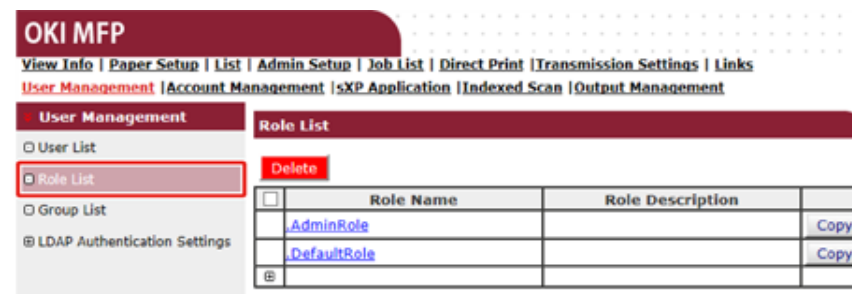 OKI MFP
View Info | Paper Setup | List | Admin Setup | Job List | Direct Print |Transmission Settings | Links
User Management |Account Management |sXP Application |Indexed Scan |Output Management
User Management
Role List
User List
Delete
Role List
Role Name Role Description
Group List
.AdminRole Copy
LDAP Authentication Settings
.DefaultRole Copy